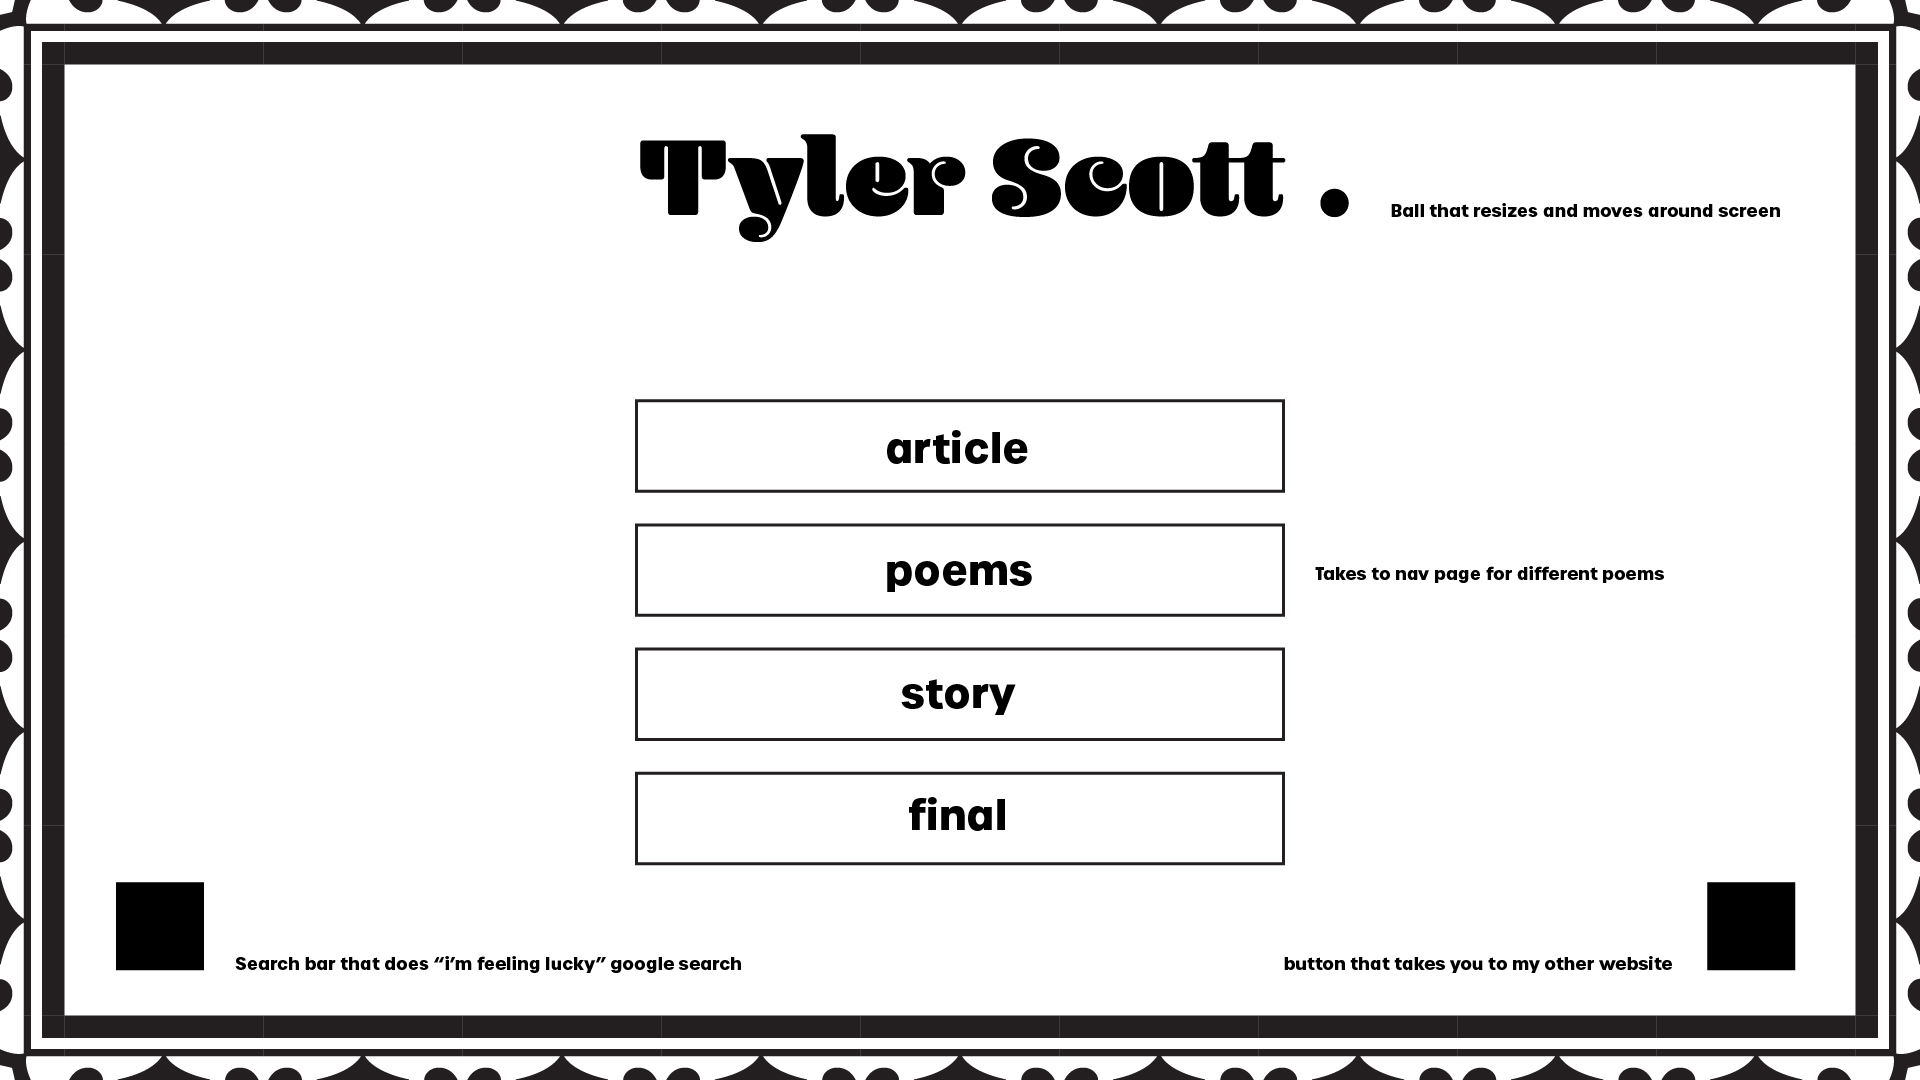 Tyler Scott .
Ball that resizes and moves around screen
article
poems
Takes to nav page for different poems
story
final
Search bar that does “i’m feeling lucky” google search
button that takes you to my other website